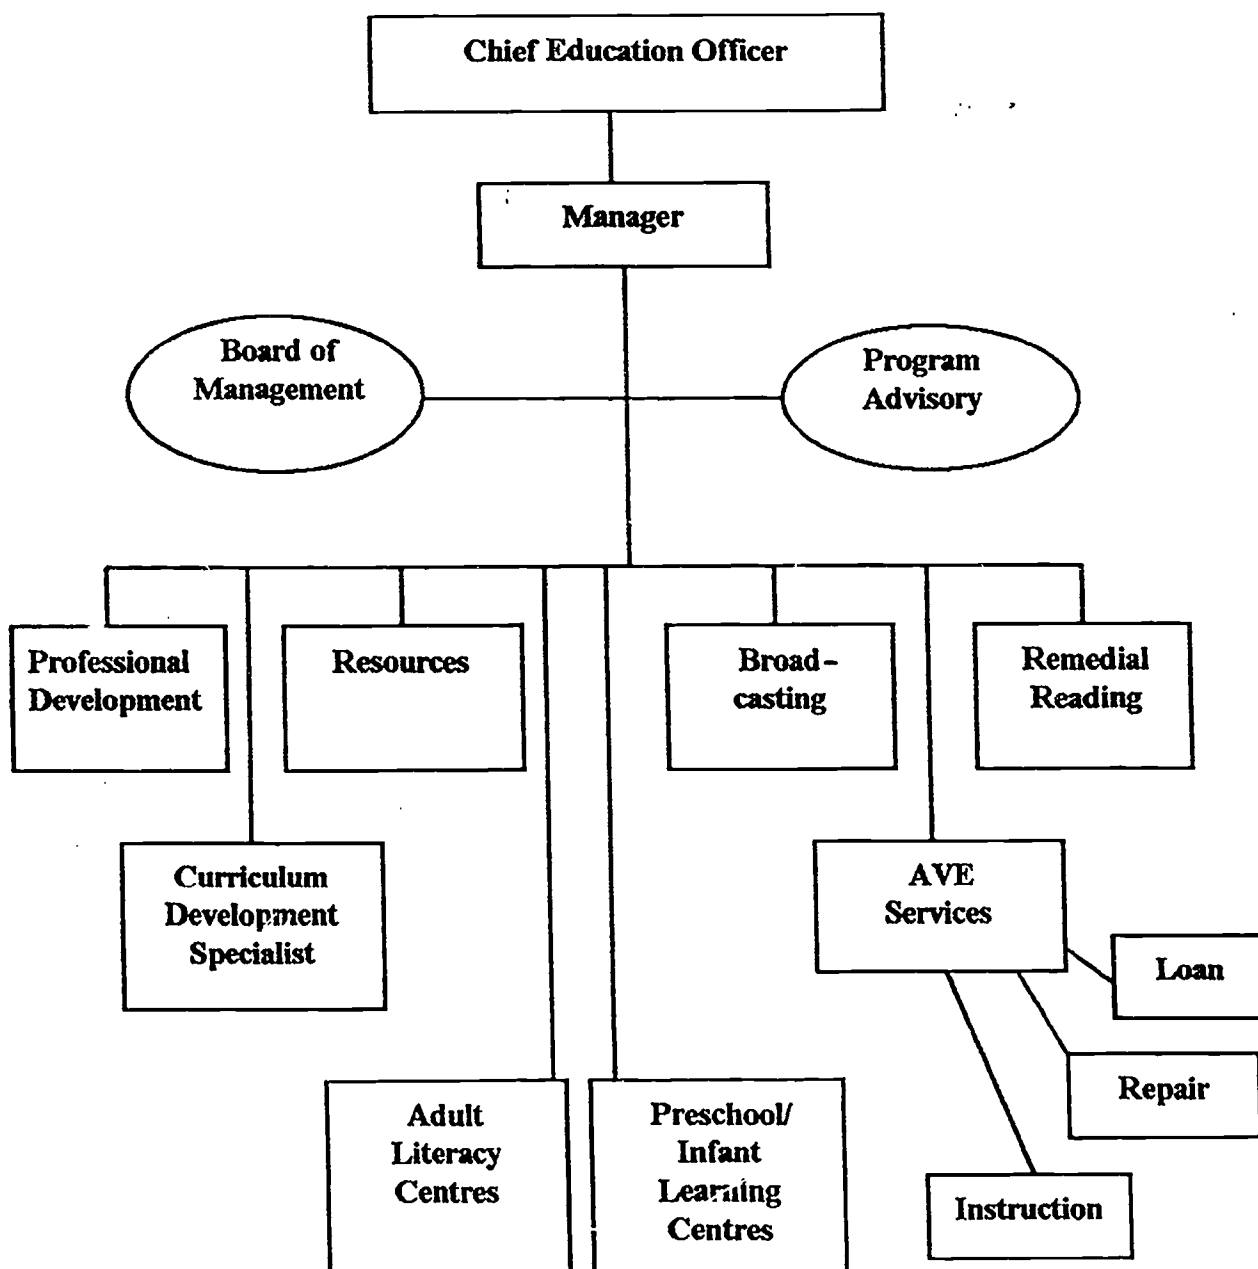 Chief Education Officer
Manager
Board of
Management
Program
Advisory
Professional
Development
Resources
Broad-
casting
Remedial
Reading
Curriculum
Development
Specialist
AVE
Services
Loan
Repair
Adult
Literacy
Centres
Preschool/
Infant
Learning
Centres
Instruction